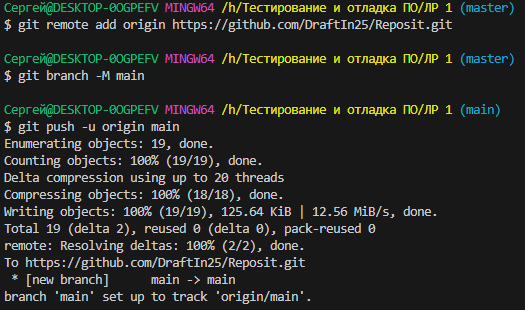 Сергей@DESKTOP-0OGPEFV MINGW64 /h/Тестирование и отладка ПО/ЛР 1 (master)
$ git remote add origin https://github.com/DraftIn25/Reposit.git
Сергей@DESKTOP-0OGPEFV MINGW64 /h/Тестирование и отладка ПО/ЛР 1 (master)
$ git branch -M main
Сергей@DESKTOP-0OGPEFV MINGW64 /h/Тестирование и отладка ПО/ЛР 1 (main)
$ git push -u origin main
Enumerating objects: 19, done.
Counting objects: 100% (19/19), done.
Delta compression using up to 20 threads
Compressing objects: 100% (18/18), done.
Writing objects: 100% (19/19), 125.64 KiB | 12.56 MiB/s, done.
Total 19 (delta 2), reused 0 (delta 0), pack-reused 0
remote: Resolving deltas: 100% (2/2), done.
To https://github.com/DraftIn25/Reposit.git
* [new branch] main -> main
branch 'main' set up to track 'origin/main'.